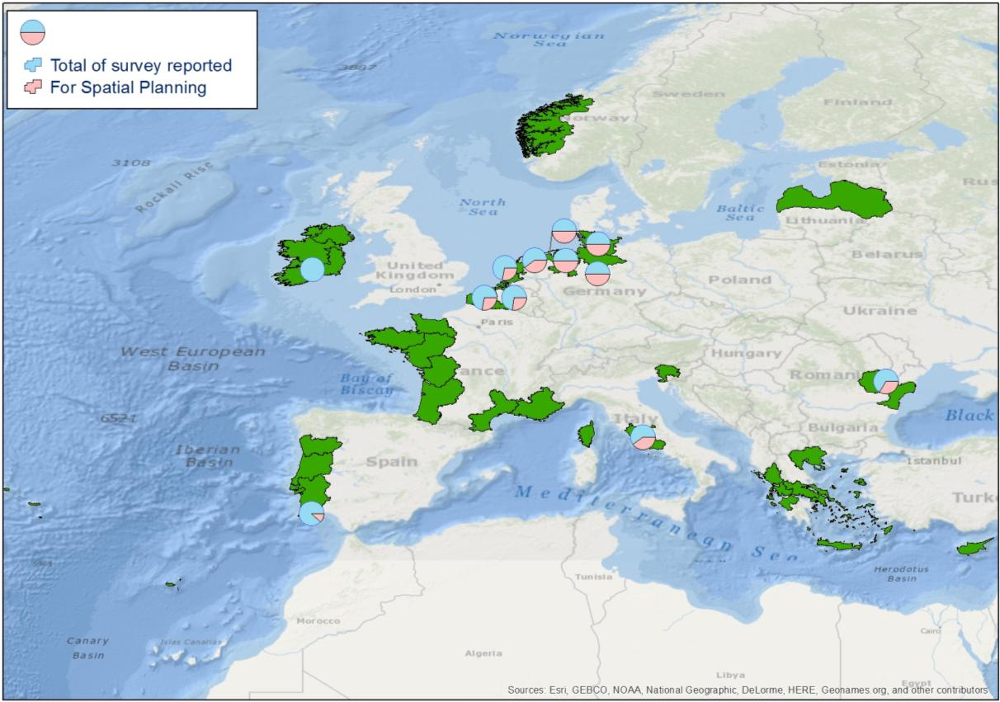 Total of survey reported
For Spatial Planning
Norwegian
Sea
3887
Sweden
Finland
orway
3108
Rockall Rise
Estonia
Rus
North
Sea
Baltic
Sea
Lithuania
Belarus
United
Kingdom
London
Poland
Germany
Paris
Ukraine
West European
Basin
Hungary
ance
Bay of
Biscay
Romani
6521
Italy
Black
Bulgaria
Iberian
Basin
Spain
Istanbul
Mediterranean Sea
Turk
Herodotus
Basin
Tunisia
Morocco
Cairo
Canary
Basin
Islas Canarias
Algeria
Libya
Egypt
Sources: Esri, GEBCO, NOAA, National Geographic, DeLorme, HERE, Geonames.org, and other contributors